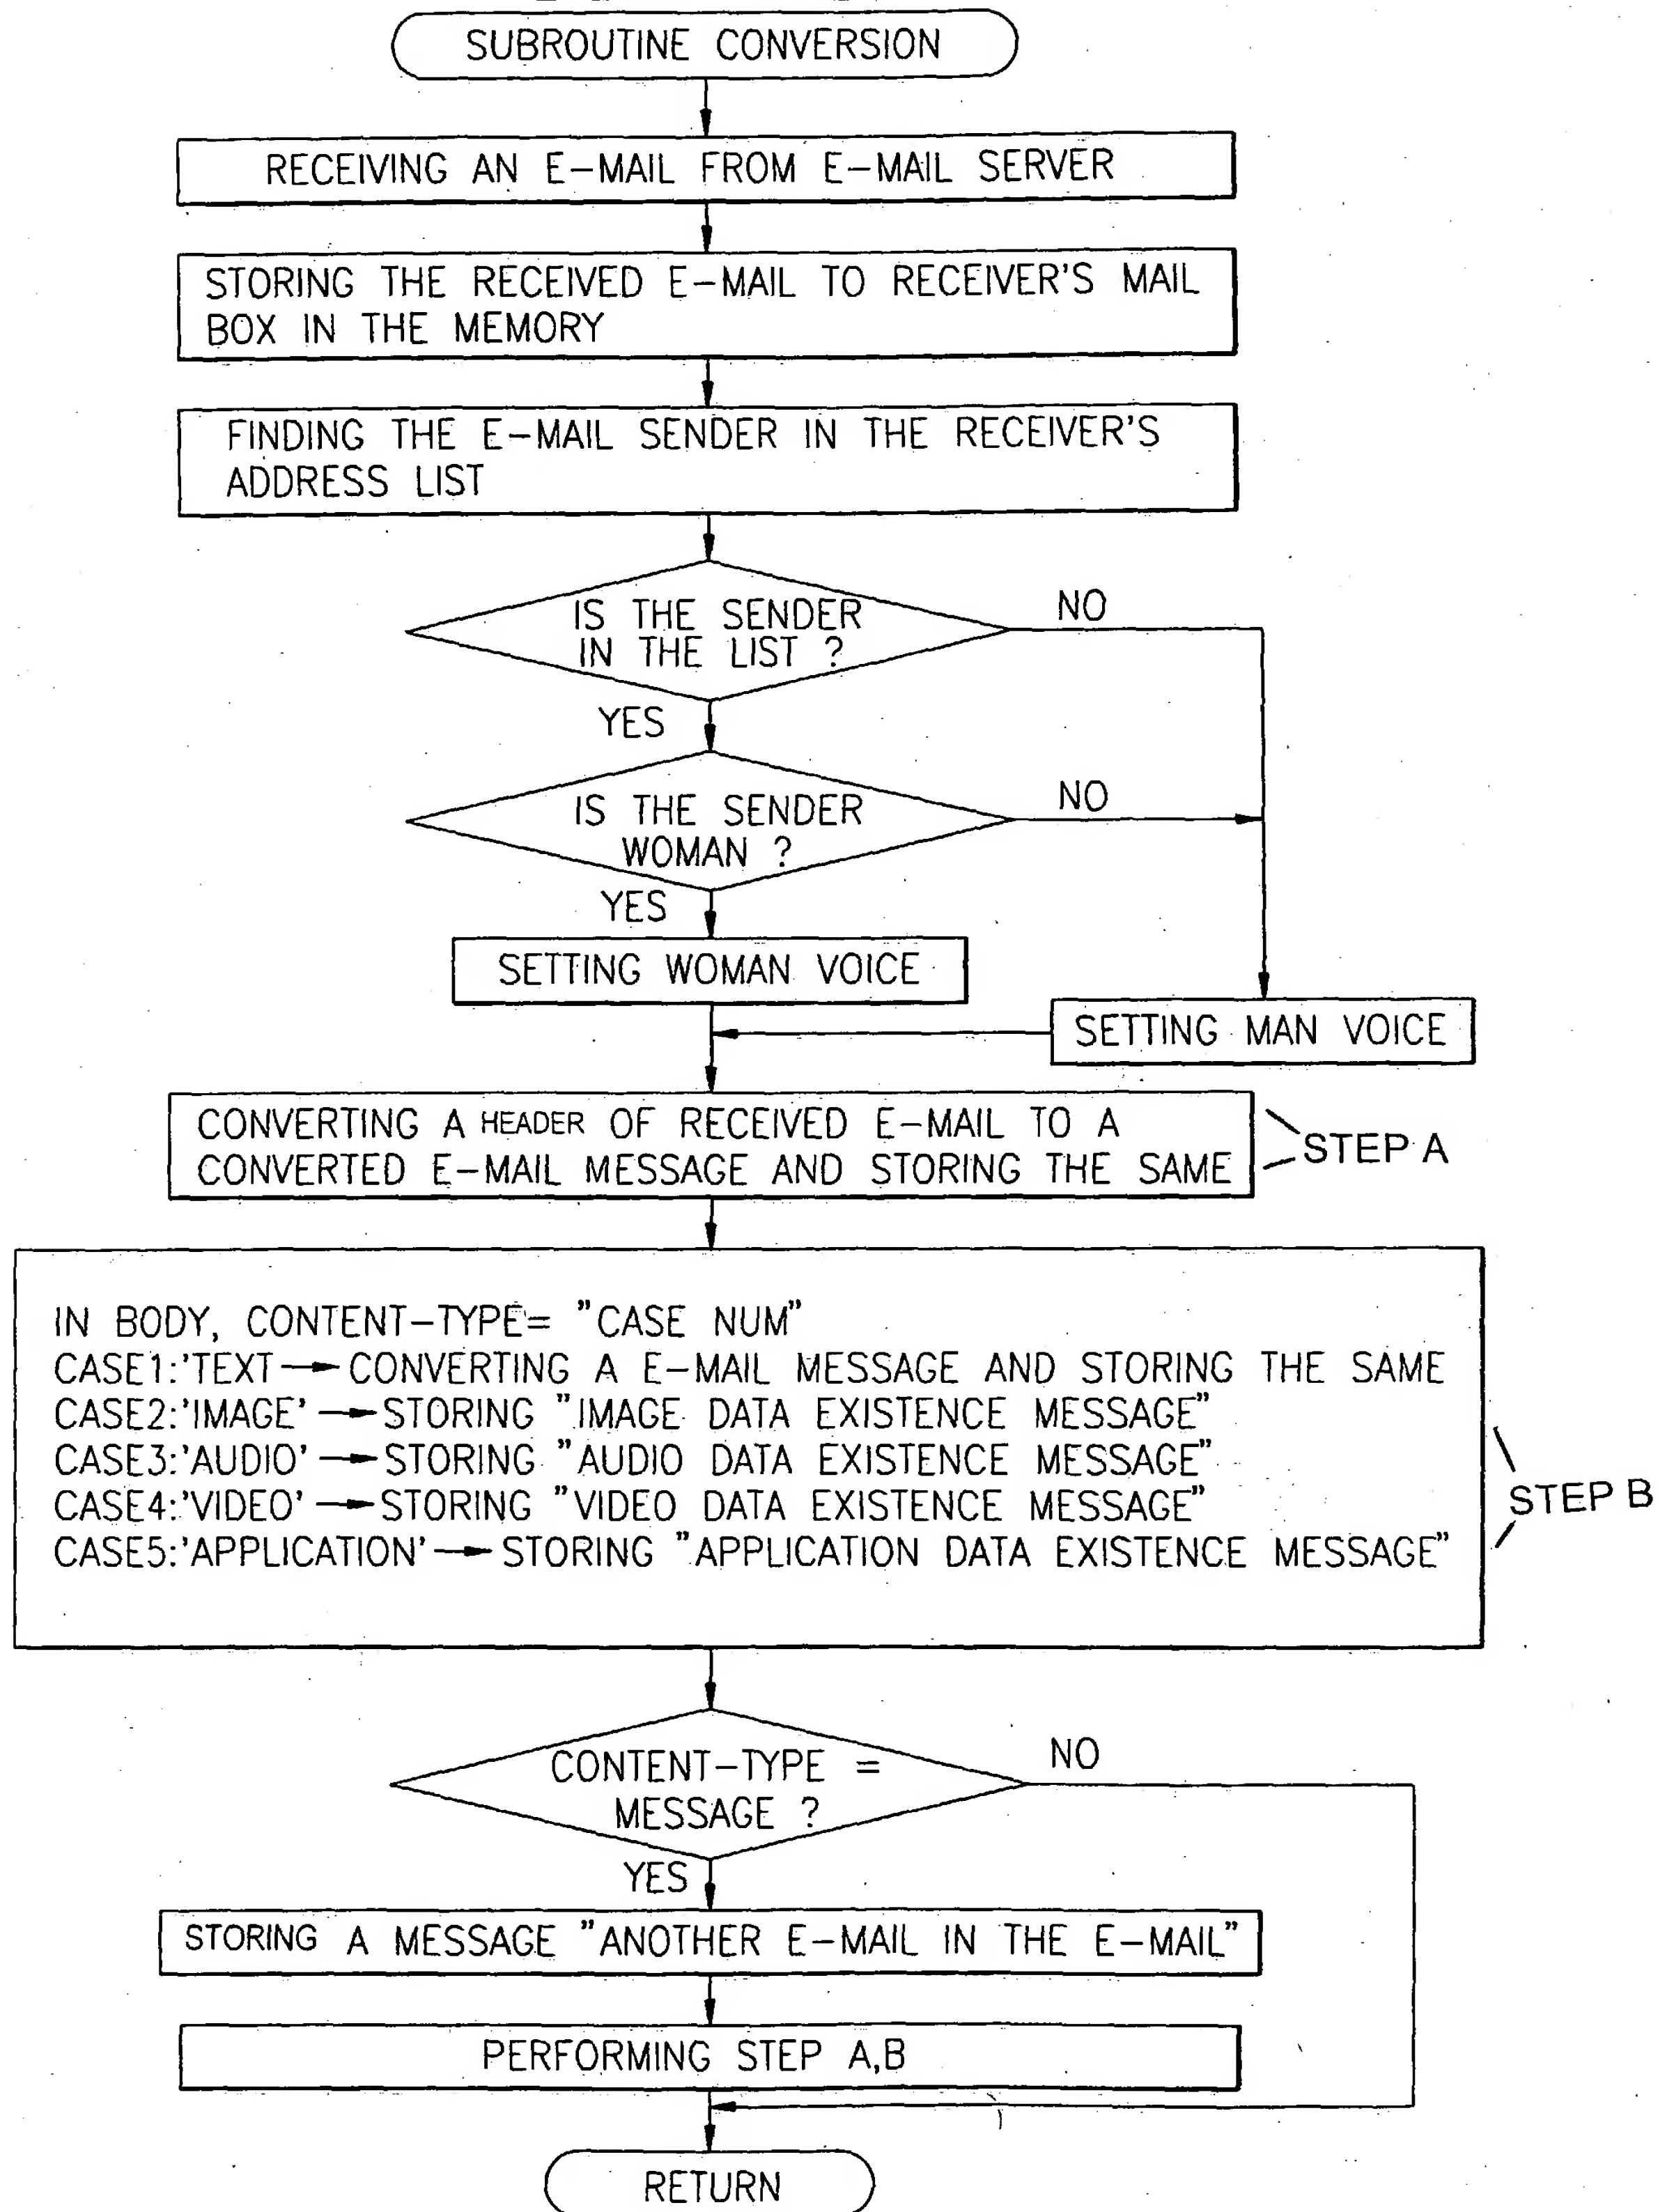 SUBROUTINE CONVERSION
RECEIVING AN E-MAIL FROM E-MAIL SERVER
STORING THE RECEIVED E-MAIL TO RECEIVER'S MAIL
BOX IN THE MEMORY
FINDING THE E-MAIL SENDER IN THE RECEIVER'S
ADDRESS LIST
IS THE SENDER
IN THE LIST ?
NO
YES
IS THE SENDER
WOMAN ?
NO
YES
SETTING WOMAN VOICE
SETTING MAN VOICE
CONVERTING A HEADER OF RECEIVED E-MAIL TO A
CONVERTED E-MAIL MESSAGE AND STORING THE SAME
STEP A
IN BODY, CONTENT-TYPE= "CASE NUM"
CASE1:'TEXT→CONVERTING A E-MAIL MESSAGE AND STORING THE SAME
CASE2:'IMAGE'→STORING "IMAGE DATA EXISTENCE MESSAGE"
CASE3:'AUDIO'→STORING "AUDIO DATA EXISTENCE MESSAGE"
CASE4:'VIDEO'→STORING "VIDEO DATA EXISTENCE MESSAGE"
CASE5:'APPLICATION'→STORING "APPLICATION DATA EXISTENCE MESSAGE"
STEP B
CONTENT-TYPE =
MESSAGE ?
NO
YES
STORING A MESSAGE "ANOTHER E-MAIL IN THE E-MAIL"
PERFORMING STEP A,B
RETURN